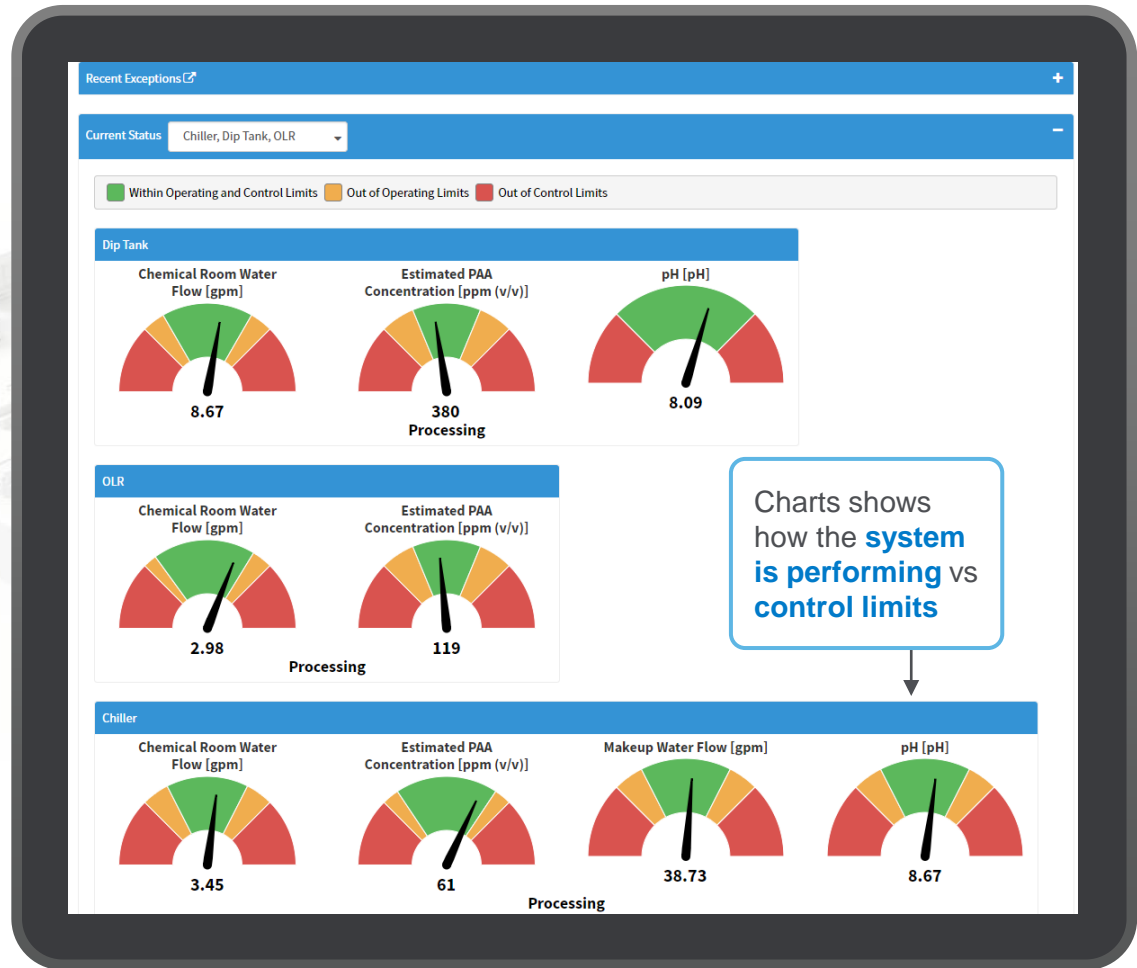 Recent Exceptions
+
Current Status Chiller, Dip Tank, OLR
−
Within Operating and Control Limits Out of Operating Limits Out of Control Limits
Dip Tank
Chemical Room Water
Flow [gpm]
8.67
Estimated PAA
Concentration [ppm (v/v)]
380
pH [pH]
8.09
Processing
OLR
Chemical Room Water
Flow [gpm]
2.98
Estimated PAA
Concentration [ppm (v/v)]
119
Processing
Charts shows
how the system
is performing vs
control limits
Chiller
Chemical Room Water
Flow [gpm]
3.45
Estimated PAA
Concentration [ppm (v/v)]
61
Makeup Water Flow [gpm]
38.73
pH [pH]
8.67
Processing